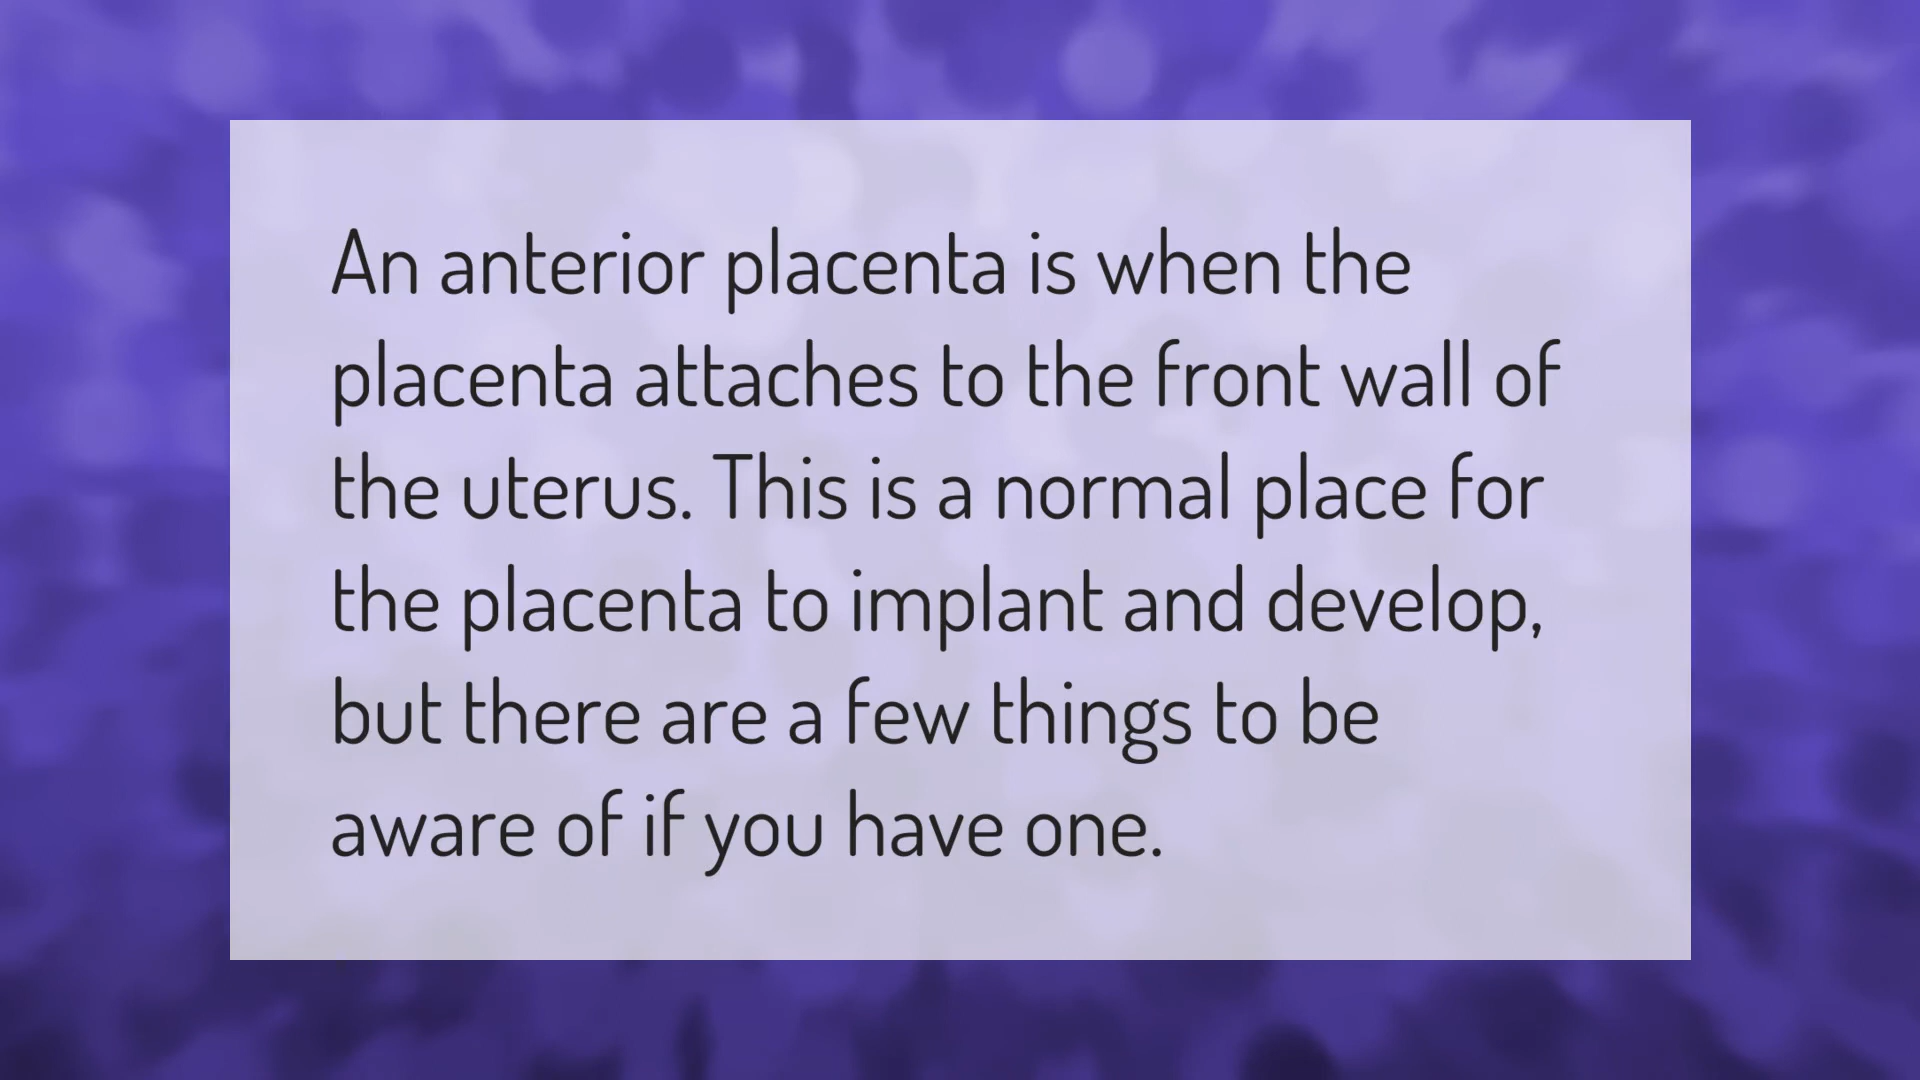 An anterior placenta is when the
placenta attaches to the front wall of
the uterus. This is a normal place for
the placenta to implant and develop,
but there are a few things to be
aware of if you have one.